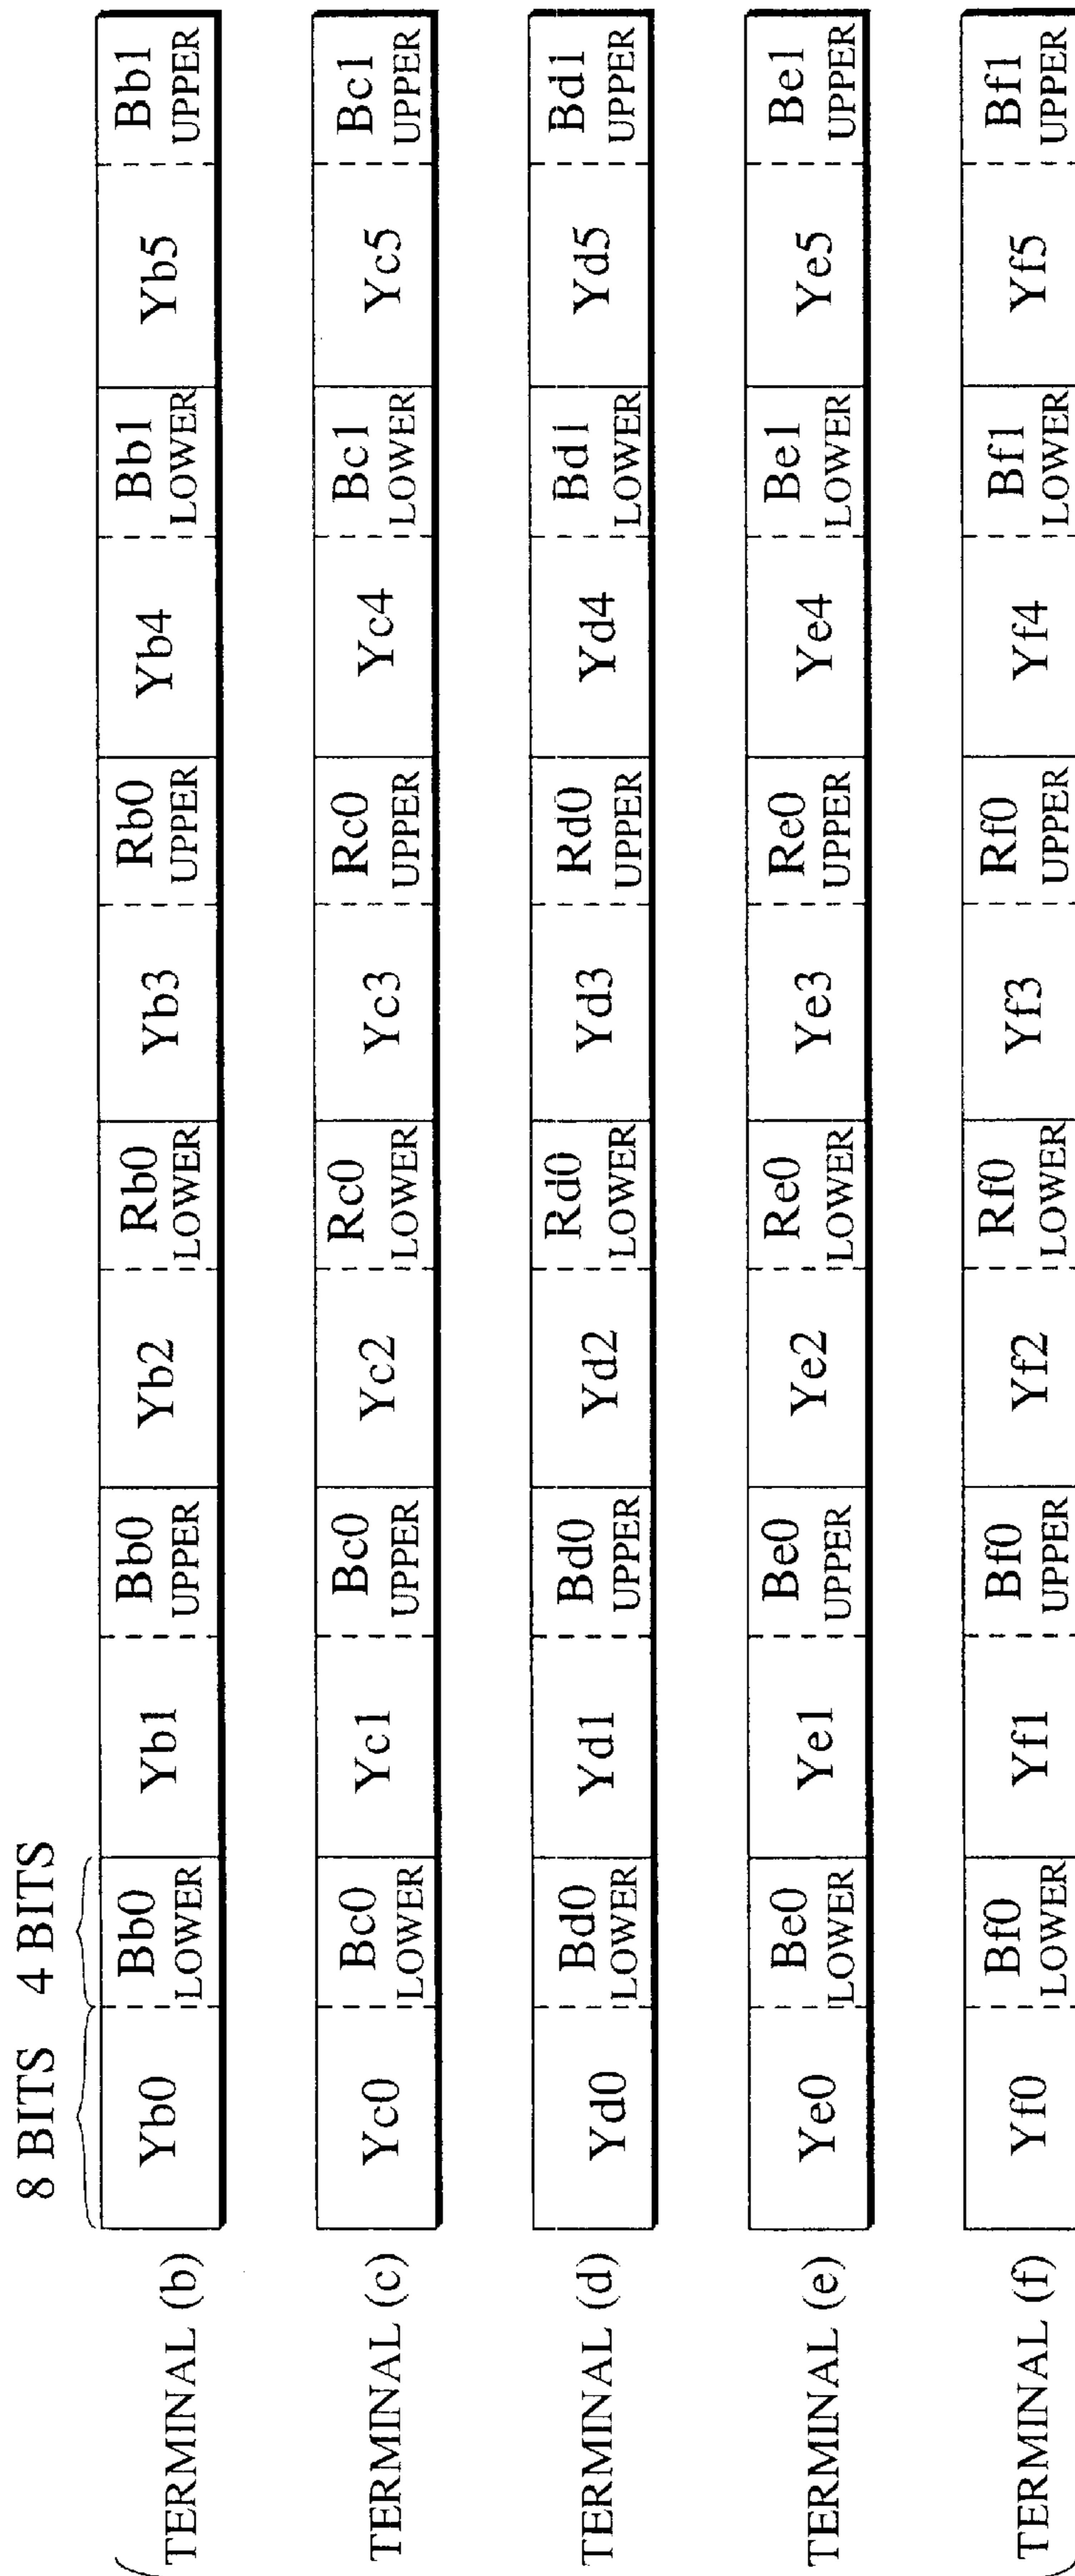 8 BITS 4 BITS
TERMINAL (b) Yb0 Bb0 LOWER Yb1 Bb0 UPPER Yb2 Rb0 LOWER Yb3 Rb0 UPPER Yb4 Bb1 LOWER Yb5 Bb1 UPPER
TERMINAL (c) Yc0 Bc0 LOWER Yc1 Bc0 UPPER Yc2 Rc0 LOWER Yc3 Rc0 UPPER Yc4 Bc1 LOWER Yc5 Bc1 UPPER
TERMINAL (d) Yd0 Bd0 LOWER Yd1 Bd0 UPPER Yd2 Rd0 LOWER Yd3 Rd0 UPPER Yd4 Bd1 LOWER Yd5 Bd1 UPPER
TERMINAL (e) Ye0 Be0 LOWER Ye1 Be0 UPPER Ye2 Re0 LOWER Ye3 Re0 UPPER Ye4 Be1 LOWER Ye5 Be1 UPPER
TERMINAL (f) Yf0 Bf0 LOWER Yf1 Bf0 UPPER Yf2 Rf0 LOWER Yf3 Rf0 UPPER Yf4 Bf1 LOWER Yf5 Bf1 UPPER